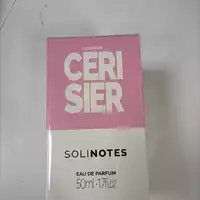 CERI
SIER
SOLINOTES
EAU DE PARFUM
50ml-1.7fl.oz